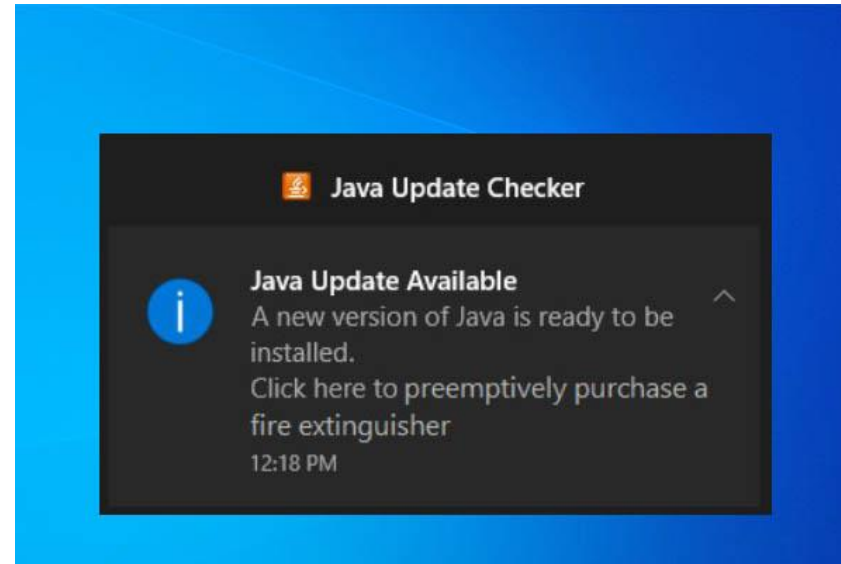 Java Update Checker
Java Update Available
A new version of Java is ready to be
installed.
Click here to preemptively purchase a
fire extinguisher
12:18 PM